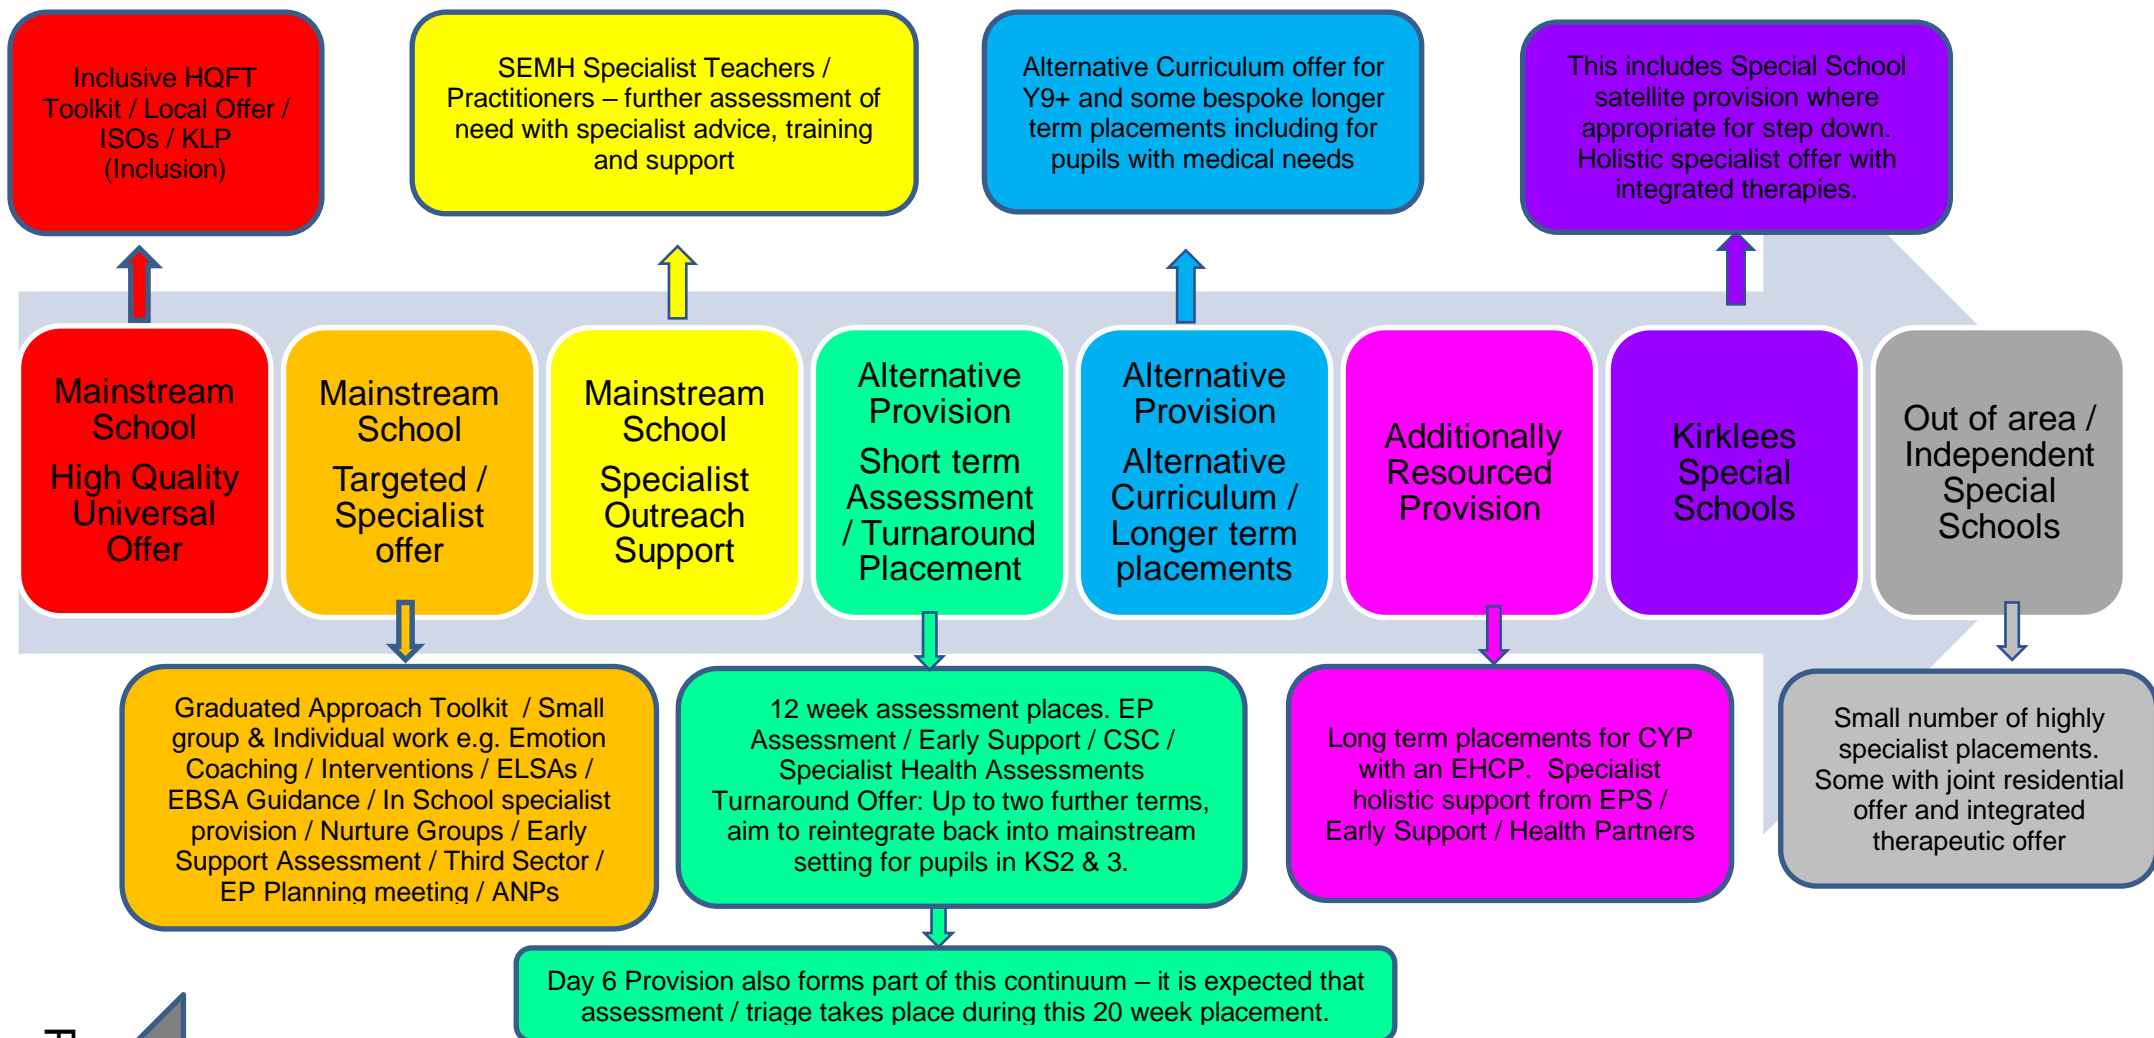 Inclusive HQFT
Toolkit / Local Offer /
ISOs / KLP
(Inclusion)
SEMH Specialist Teachers /
Practitioners – further assessment of
need with specialist advice, training
and support
Alternative Curriculum offer for
Y9+ and some bespoke longer
term placements including for
pupils with medical needs
This includes Special School
satellite provision where
appropriate for step down.
Holistic specialist offer with
integrated therapies.
Mainstream
School
High Quality
Universal
Offer
Mainstream
School
Targeted /
Specialist
offer
Mainstream
School
Specialist
Outreach
Support
Alternative
Provision
Short term
Assessment
/ Turnaround
Placement
Alternative
Provision
Alternative
Curriculum /
Longer term
placements
Additionally
Resourced
Provision
Kirklees
Special
Schools
Out of area /
Independent
Special
Schools
Graduated Approach Toolkit / Small
group & Individual work e.g. Emotion
Coaching / Interventions / ELSAs /
EBSA Guidance / In School specialist
provision / Nurture Groups / Early
Support Assessment / Third Sector /
EP Planning meeting / ANPs
12 week assessment places. EP
Assessment / Early Support / CSC /
Specialist Health Assessments
Turnaround Offer: Up to two further terms,
aim to reintegrate back into mainstream
setting for pupils in KS2 & 3.
Long term placements for CYP
with an EHCP. Specialist
holistic support from EPS /
Early Support / Health Partners
Small number of highly
specialist placements.
Some with joint residential
offer and integrated
therapeutic offer
Day 6 Provision also forms part of this continuum – it is expected that
assessment / triage takes place during this 20 week placement.